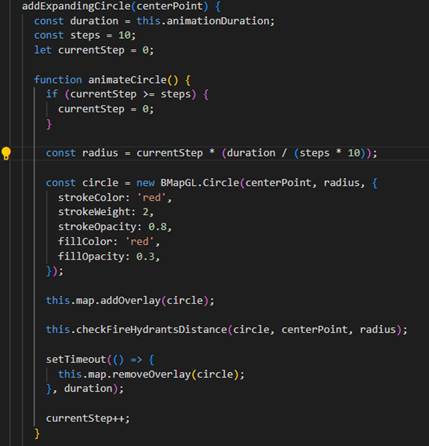 addExpandingCircle(centerPoint) {
const duration = this.animationDuration;
const steps = 10;
let currentStep = 0;
function animateCircle() {
if (currentStep >= steps) {
currentStep = 0;
}
const radius = currentStep * (duration / (steps * 10));
const circle = new BMapGL.Circle(centerPoint, radius, {
strokeColor: 'red',
strokeWeight: 2,
strokeOpacity: 0.8,
fillColor: 'red',
fillOpacity: 0.3,
});
this.map.addOverlay(circle);
this.checkFireHydrantsDistance(circle, centerPoint, radius);
setTimeout(() => {
this.map.removeOverlay(circle);
}, duration);
currentStep++;
}